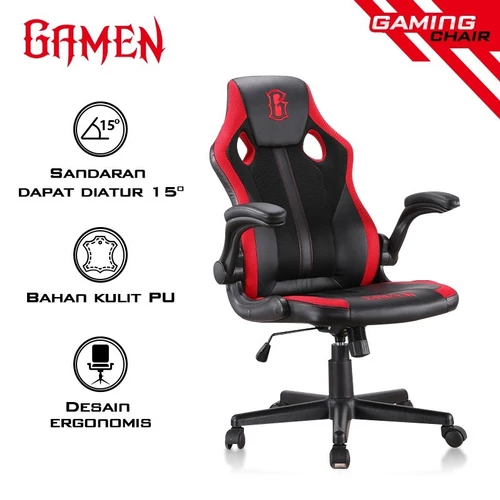 GAMEN
GAMING
CHAIR
15°
SANDARAN
DAPAT DIATUR 15°
BAHAN KULIT PU
DESAIN
ERGONOMIS